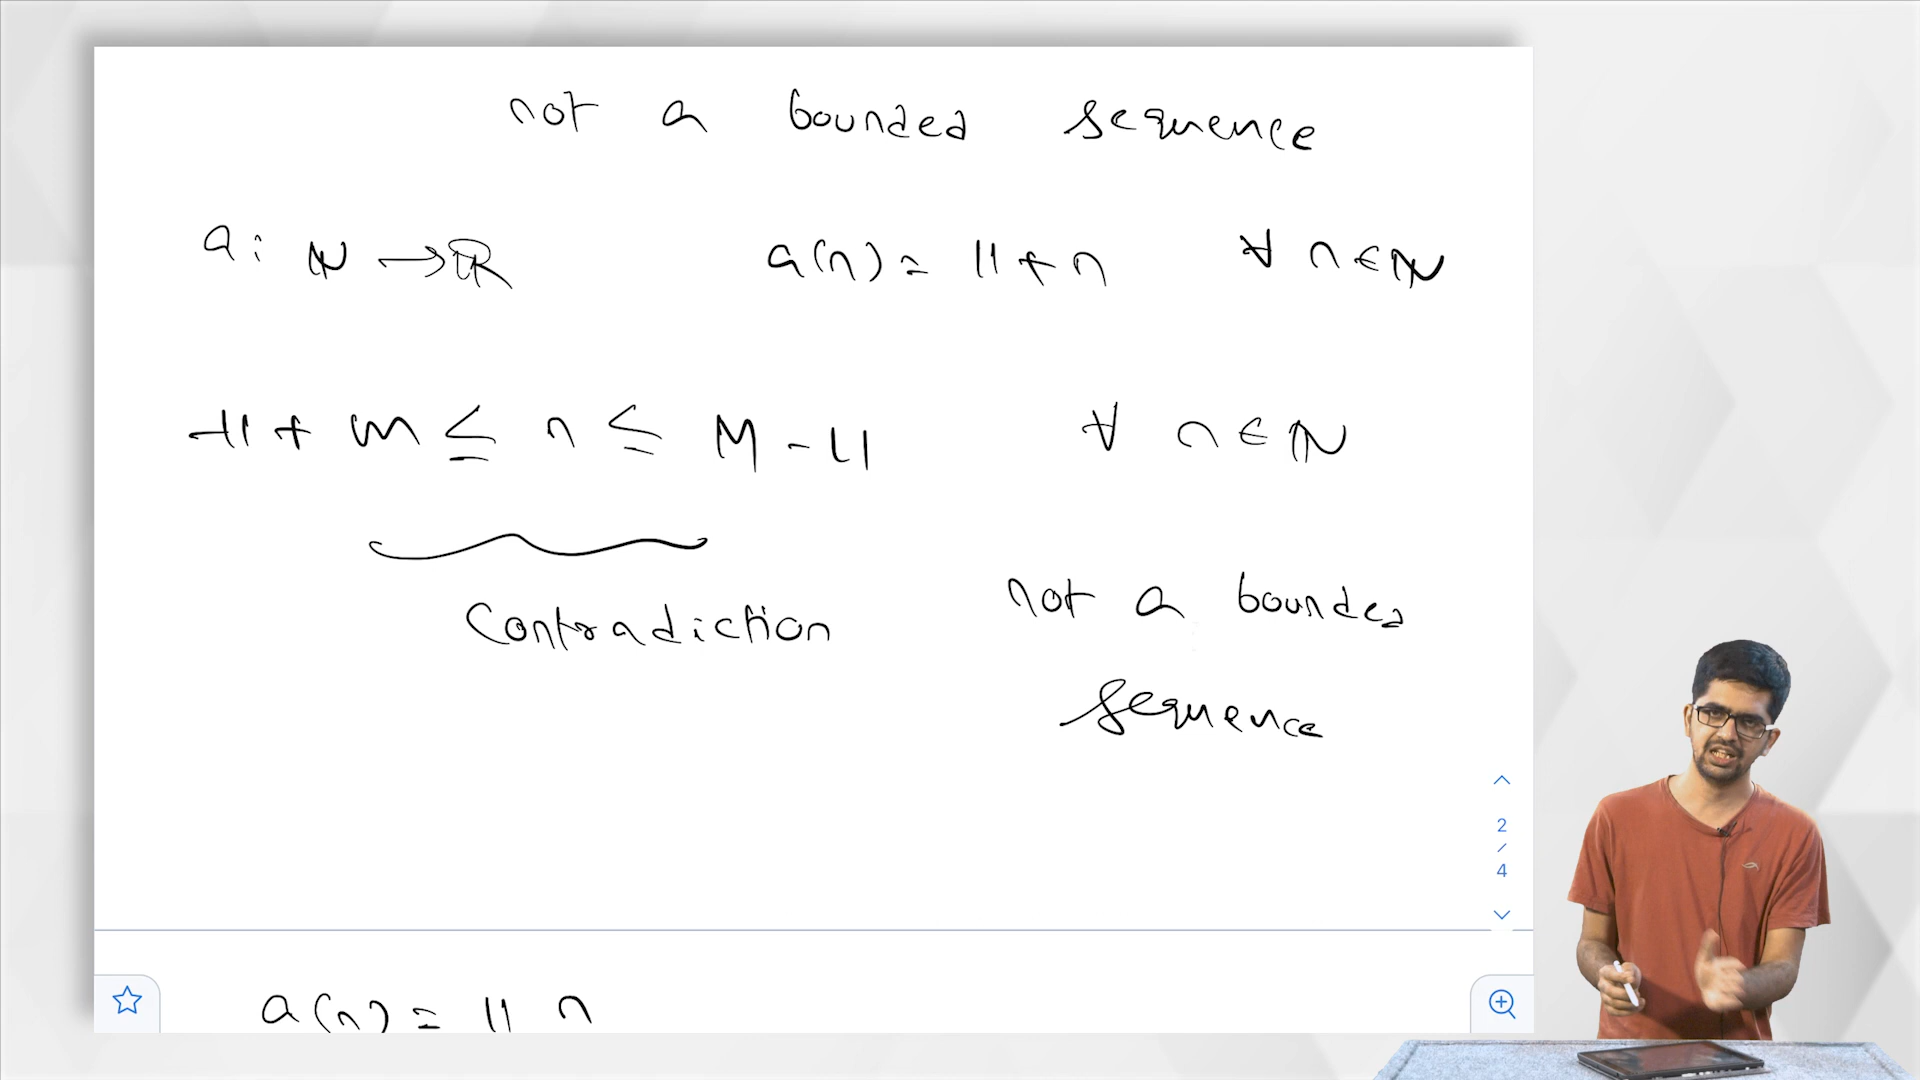 not a bounded sequence
a: ℕ → ℝ a(n) = 11 + n ∀ n ∈ ℕ
-11 + m ≤ n ≤ M - 11 ∀ n ∈ ℕ
Contradiction
not a bounded
sequence
2
/
4
a(n) = 11 n